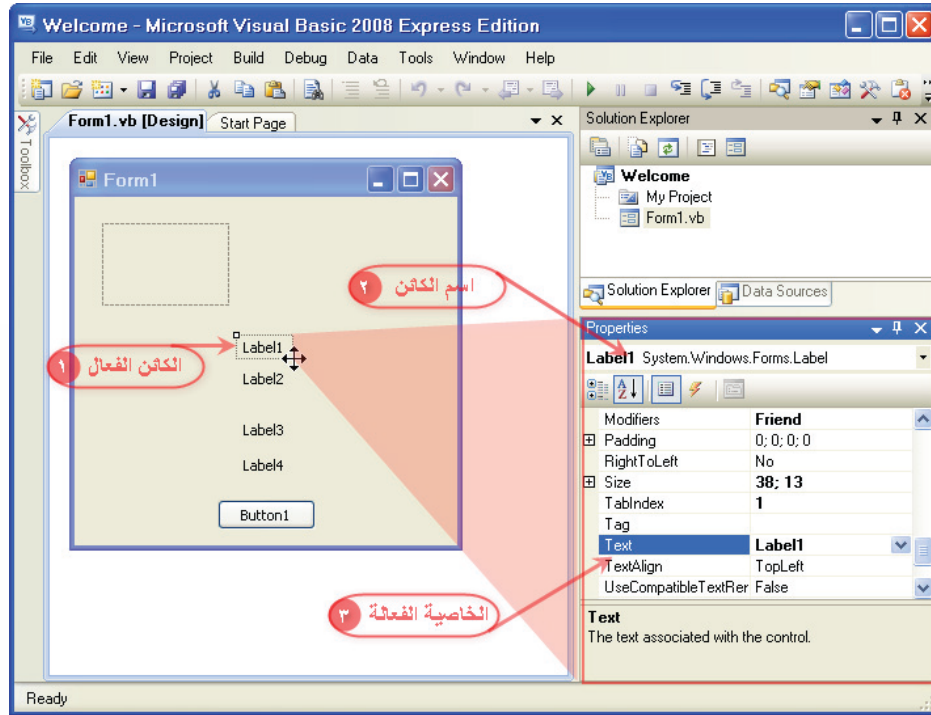 Welcome - Microsoft Visual Basic 2008 Express Edition
File Edit View Project Build Debug Data Tools Window Help
Toolbox
Form1.vb [Design] Start Page
Form1
Label1
Label2
Label3
Label4
Button1
الكائن الفعال ١
اسم الكائن ٢
الخاصية الفعالة ٣
Solution Explorer
Welcome
My Project
Form1.vb
Solution Explorer Data Sources
Properties
Label1 System.Windows.Forms.Label
Modifiers Friend
Padding 0; 0; 0; 0
RightToLeft No
Size 38; 13
TabIndex 1
Tag
Text Label1
TextAlign TopLeft
UseCompatibleTextRer False
Text
The text associated with the control.
Ready